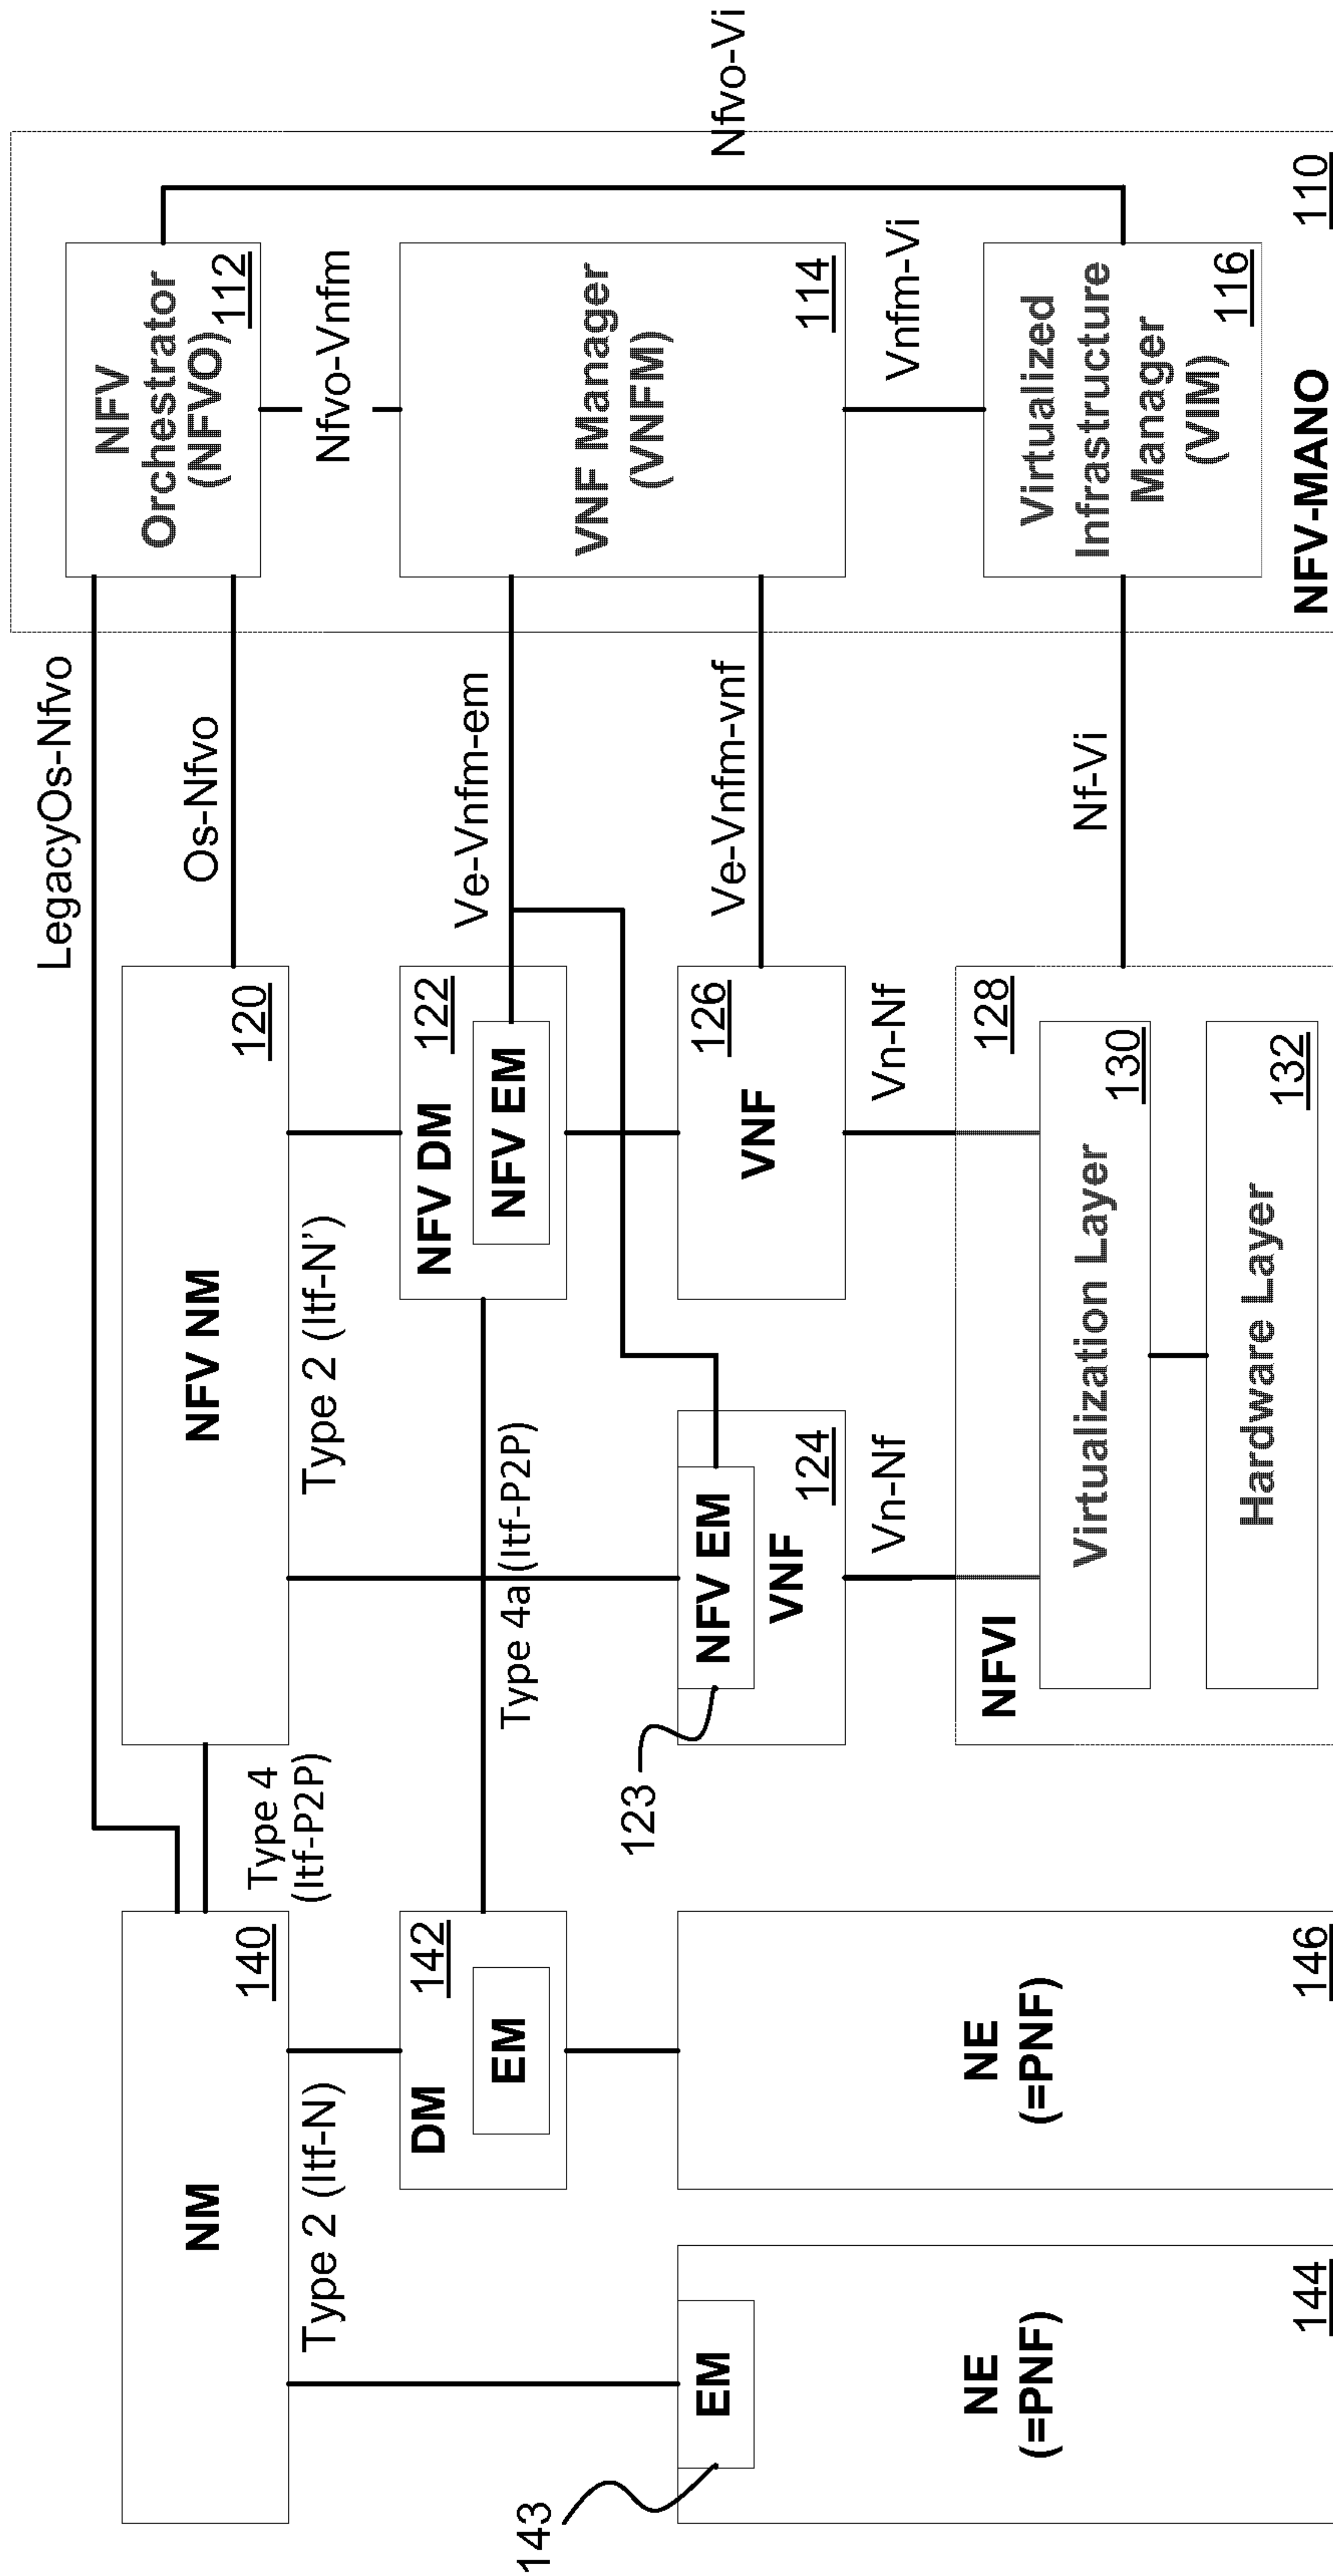 LegacyOs-Nfvo
NM
140
Type 4
(Itf-P2P)
NFV NM
120
Os-Nfvo
NFV
Orchestrator
(NFVO)
112
Type 2 (Itf-N)
Type 2 (Itf-N’)
Nfvo-Vnfm
DM
142
EM
NFV DM
122
NFV EM
Ve-Vnfm-em
Type 4a (Itf-P2P)
VNF Manager
(VNFM)
114
143
EM
NE
(=PNF)
144
NE
(=PNF)
146
123
NFV EM
VNF
124
126
VNF
Ve-Vnfm-vnf
Nfvo-Vi
Vn-Nf
Vn-Nf
Vnfm-Vi
NFVI
128
Virtualization Layer
130
Hardware Layer
132
Nf-Vi
Virtualized
Infrastructure
Manager
(VIM)
116
NFV-MANO
110